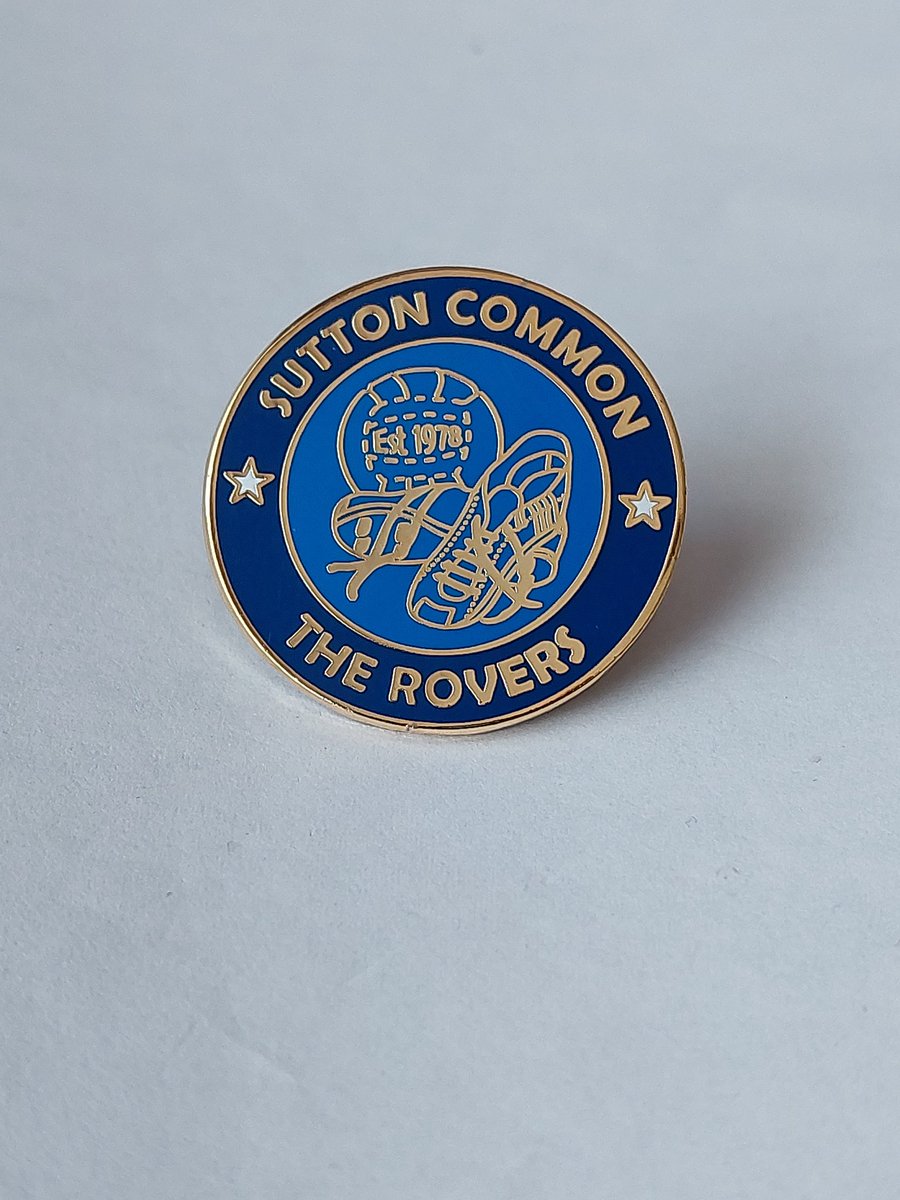 SUTTON COMMON
Est 1978
THE ROVERS